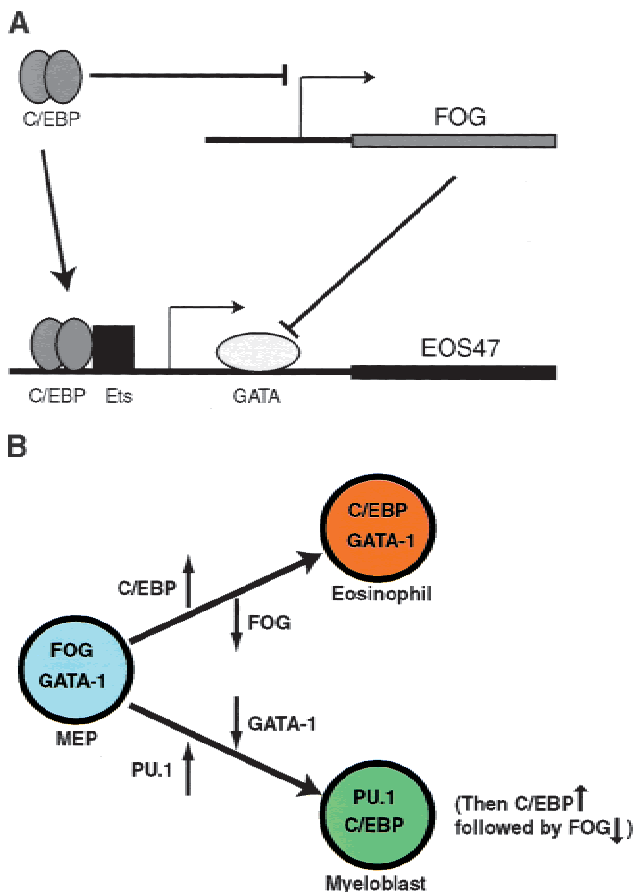 A
C/EBP
FOG
EOS47
C/EBP Ets GATA
B
C/EBP
GATA-1
Eosinophil
C/EBP
FOG
FOG
GATA-1
MEP
GATA-1
PU.1
PU.1
C/EBP
(Then C/EBP↑
followed by FOG↓)
Myeloblast